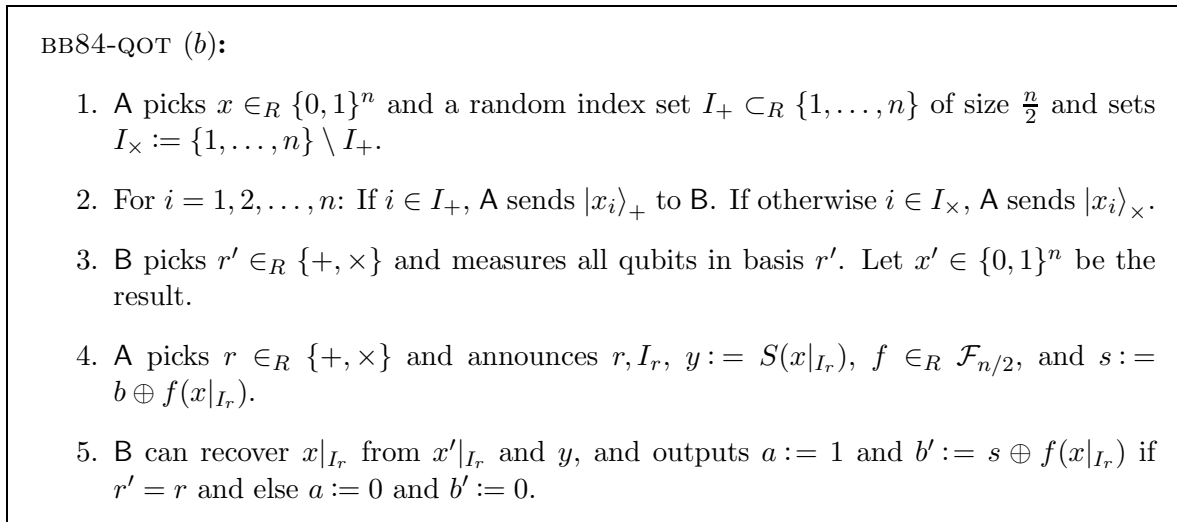 BB84-QOT (b):
1. A picks x ∈_R {0, 1}^n and a random index set I_+ ⊂_R {1, . . . , n} of size n/2 and sets
I_× := {1, . . . , n} \ I_+.
2. For i = 1, 2, . . . , n: If i ∈ I_+, A sends |x_i⟩_+ to B. If otherwise i ∈ I_×, A sends |x_i⟩_×.
3. B picks r′ ∈_R {+, ×} and measures all qubits in basis r′. Let x′ ∈ {0, 1}^n be the
result.
4. A picks r ∈_R {+, ×} and announces r, I_r, y := S(x|_{I_r}), f ∈_R F_{n/2}, and s :=
b ⊕ f(x|_{I_r}).
5. B can recover x|_{I_r} from x′|_{I_r} and y, and outputs a := 1 and b′ := s ⊕ f(x|_{I_r}) if
r′ = r and else a := 0 and b′ := 0.